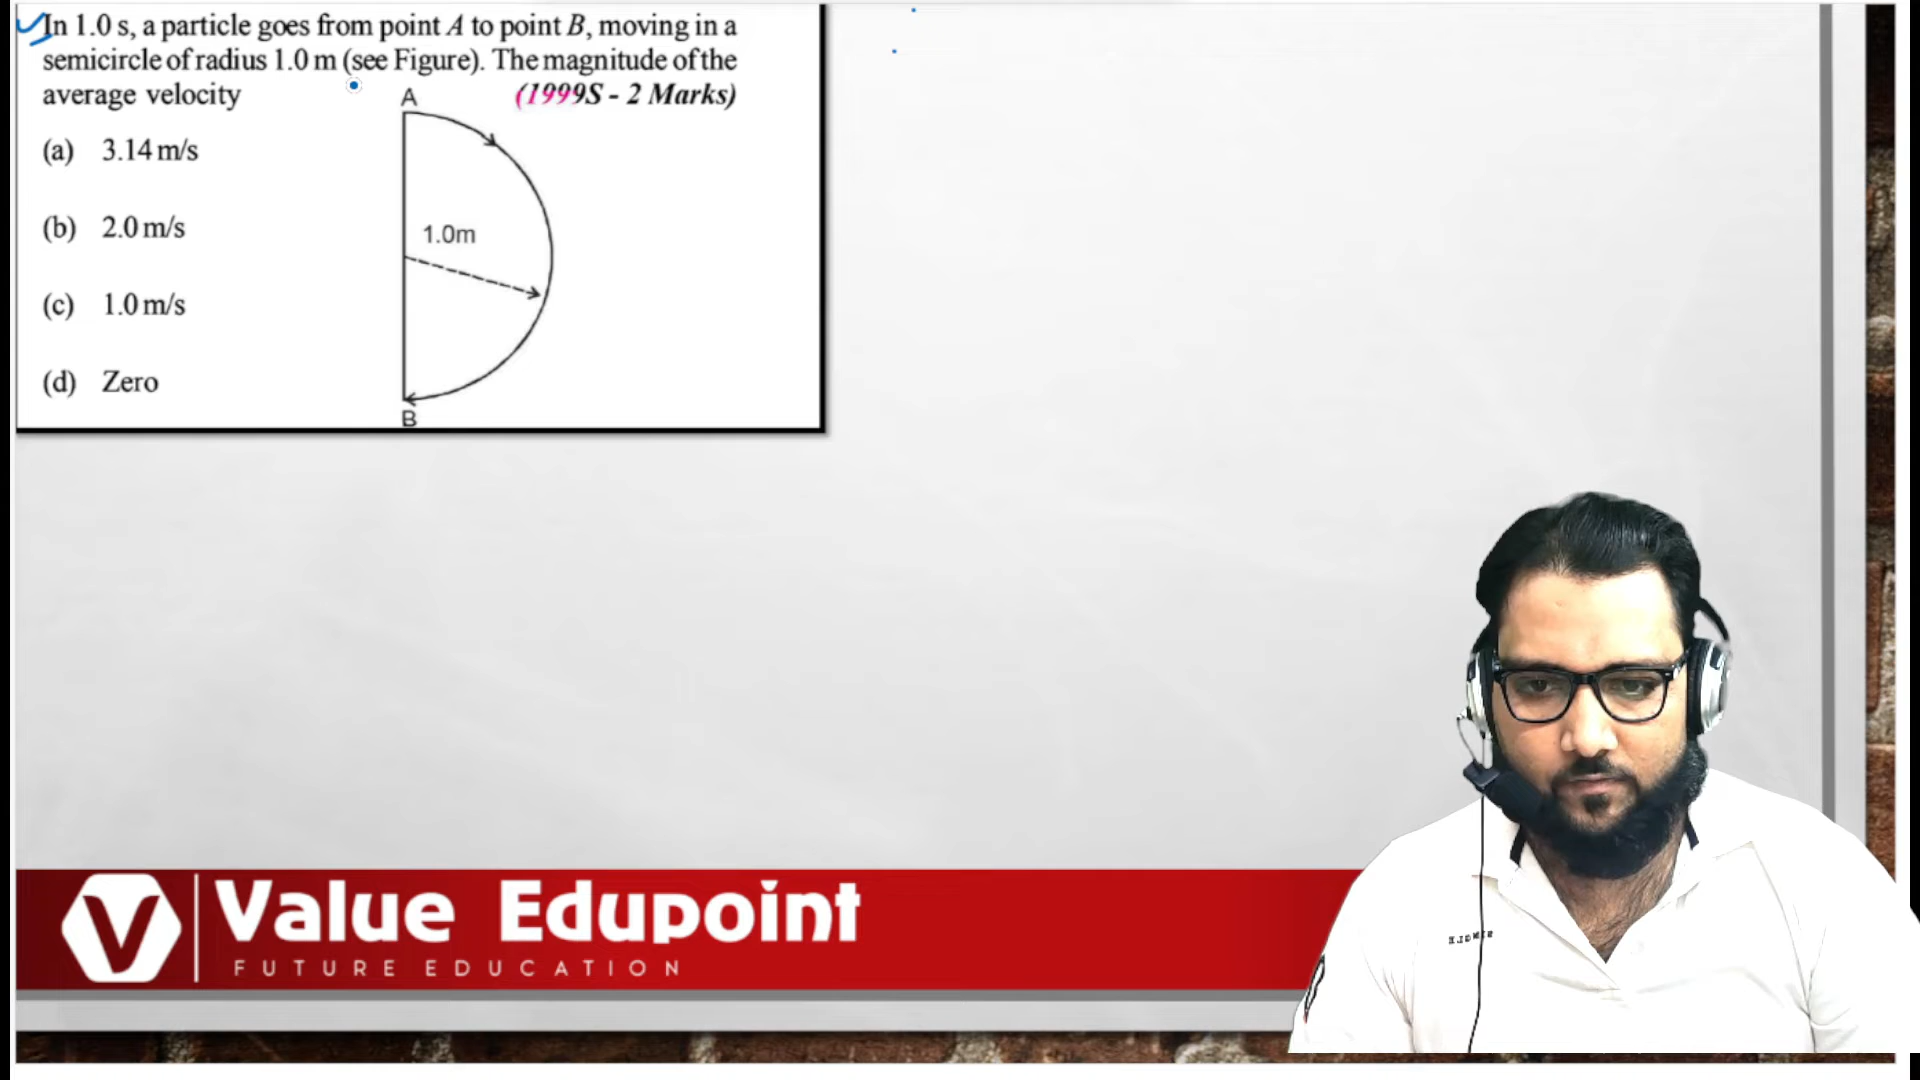 In 1.0 s, a particle goes from point A to point B, moving in a
semicircle of radius 1.0 m (see Figure). The magnitude of the
average velocity
(1999S - 2 Marks)
A
(a) 3.14 m/s
(b) 2.0 m/s
1.0m
(c) 1.0 m/s
(d) Zero
B
Value Edupoint
FUTURE EDUCATION